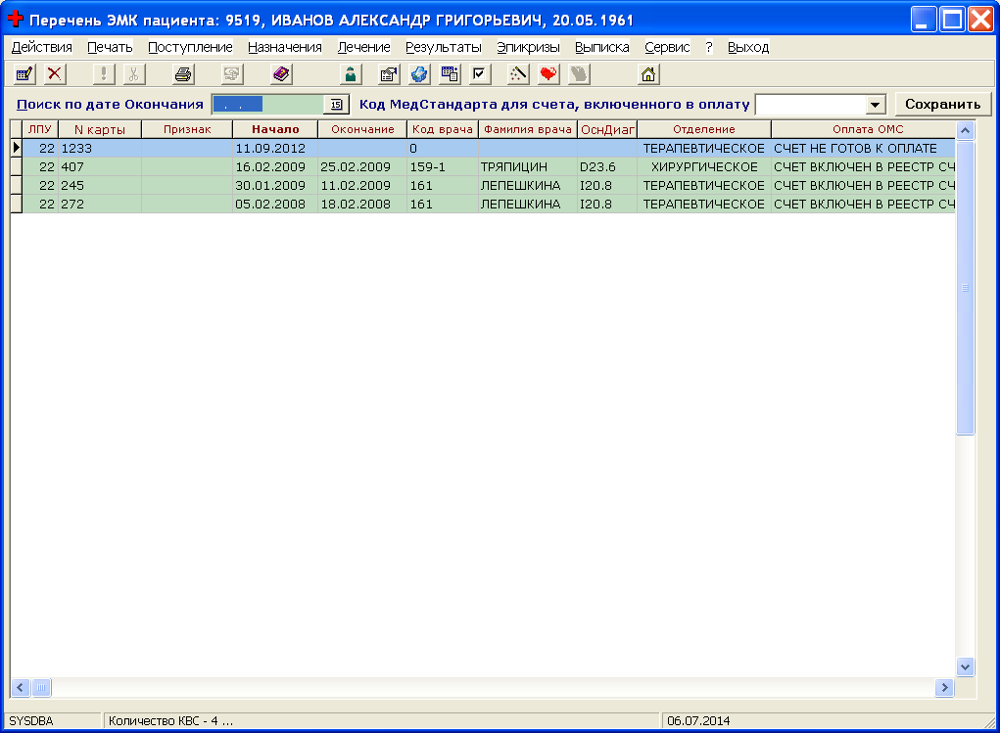 Перечень ЭМК пациента: 9519, ИВАНОВ АЛЕКСАНДР ГРИГОРЬЕВИЧ, 20.05.1961
Действия Печать Поступление Назначения Лечение Результаты Эпикризы Выписка Сервис ? Выход
Поиск по дате Окончания . . 15 Код МедСтандарта для счета, включенного в оплату Сохранить
ЛПУ N карты Признак Начало Окончание Код врача Фамилия врача ОснДиаг Отделение Оплата ОМС
22 1233 11.09.2012 0 ТЕРАПЕВТИЧЕСКОЕ СЧЕТ НЕ ГОТОВ К ОПЛАТЕ
22 407 16.02.2009 25.02.2009 159-1 ТРЯПИЦИН D23.6 ХИРУРГИЧЕСКОЕ СЧЕТ ВКЛЮЧЕН В РЕЕСТР СЧ
22 245 30.01.2009 11.02.2009 161 ЛЕПЕШКИНА I20.8 ТЕРАПЕВТИЧЕСКОЕ СЧЕТ ВКЛЮЧЕН В РЕЕСТР СЧ
22 272 05.02.2008 18.02.2008 161 ЛЕПЕШКИНА I20.8 ТЕРАПЕВТИЧЕСКОЕ СЧЕТ ВКЛЮЧЕН В РЕЕСТР СЧ
SYSDBA Количество КВС - 4 ... 06.07.2014